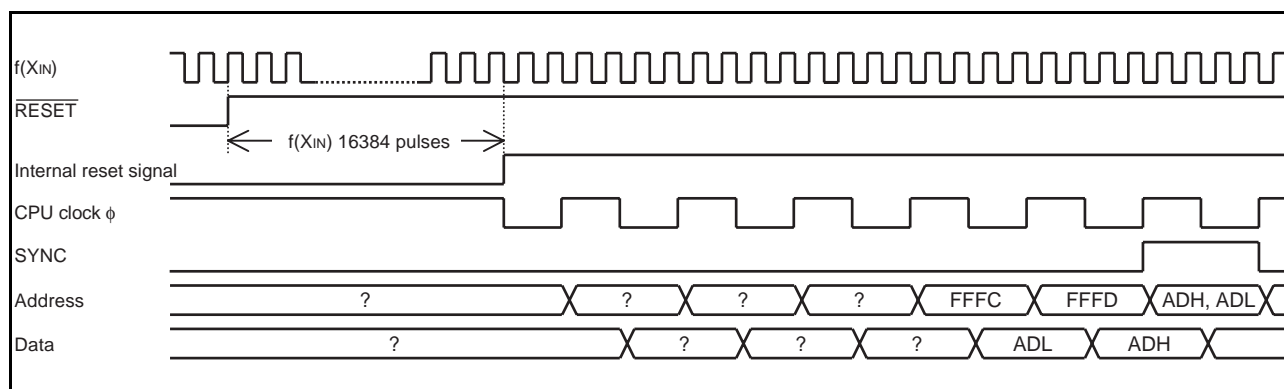 f(XIN)
RESET
f(XIN) 16384 pulses
Internal reset signal
CPU clock ϕ
SYNC
Address ? ? ? ? FFFC FFFD ADH, ADL
Data ? ? ? ? ADL ADH